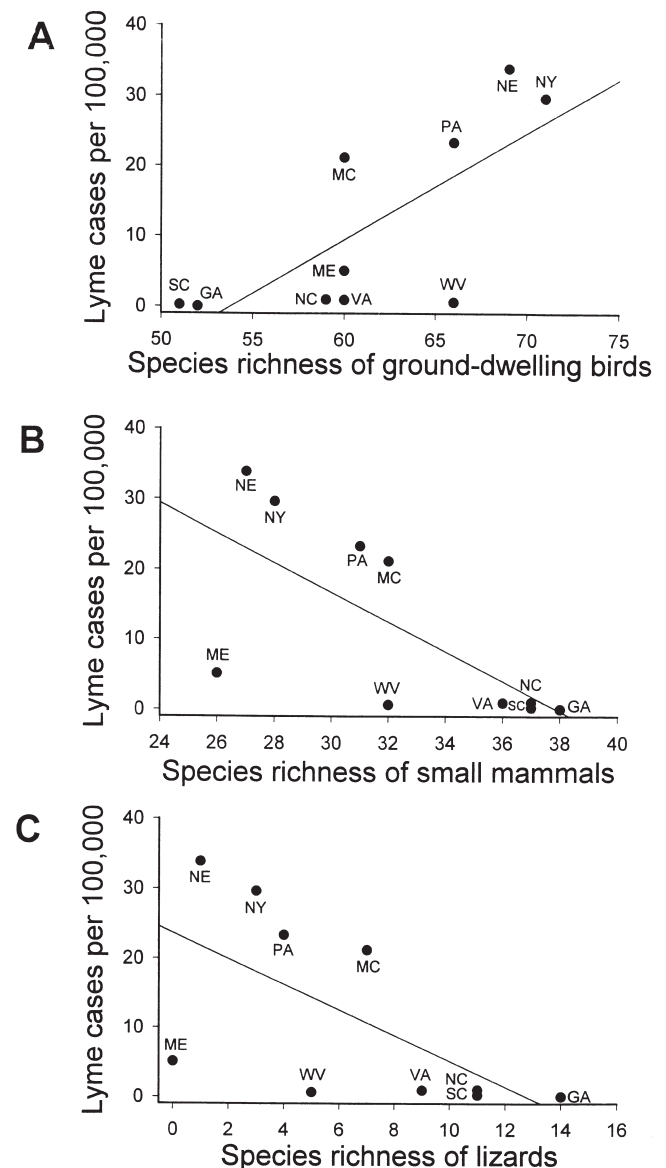 A
Lyme cases per 100,000
40
30
20
10
0
NE
NY
PA
MC
ME
SC
GA
NC
VA
WV
50 55 60 65 70 75
Species richness of ground-dwelling birds
B
Lyme cases per 100,000
40
30
20
10
0
NE
NY
PA
MC
ME
WV
NC
VA
SC
GA
24 26 28 30 32 34 36 38 40
Species richness of small mammals
C
Lyme cases per 100,000
40
30
20
10
0
NE
NY
PA
MC
ME
WV
VA
NC
SC
GA
0 2 4 6 8 10 12 14 16
Species richness of lizards